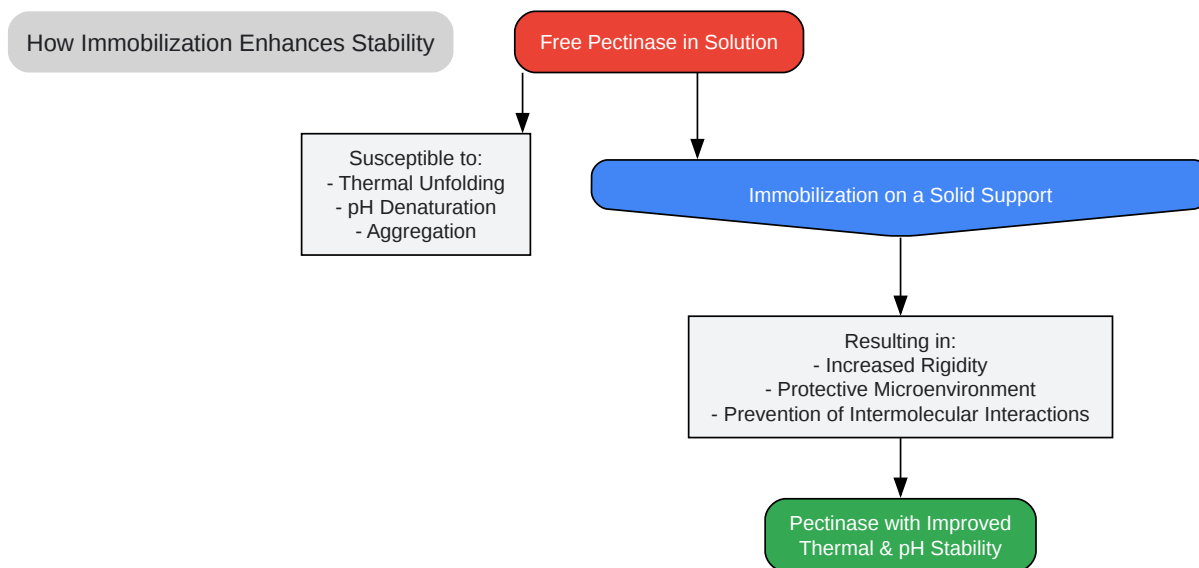 How Immobilization Enhances Stability
Free Pectinase in Solution
Susceptible to:
- Thermal Unfolding
- pH Denaturation
- Aggregation
Immobilization on a Solid Support
Resulting in:
- Increased Rigidity
- Protective Microenvironment
- Prevention of Intermolecular Interactions
Pectinase with Improved
Thermal & pH Stability